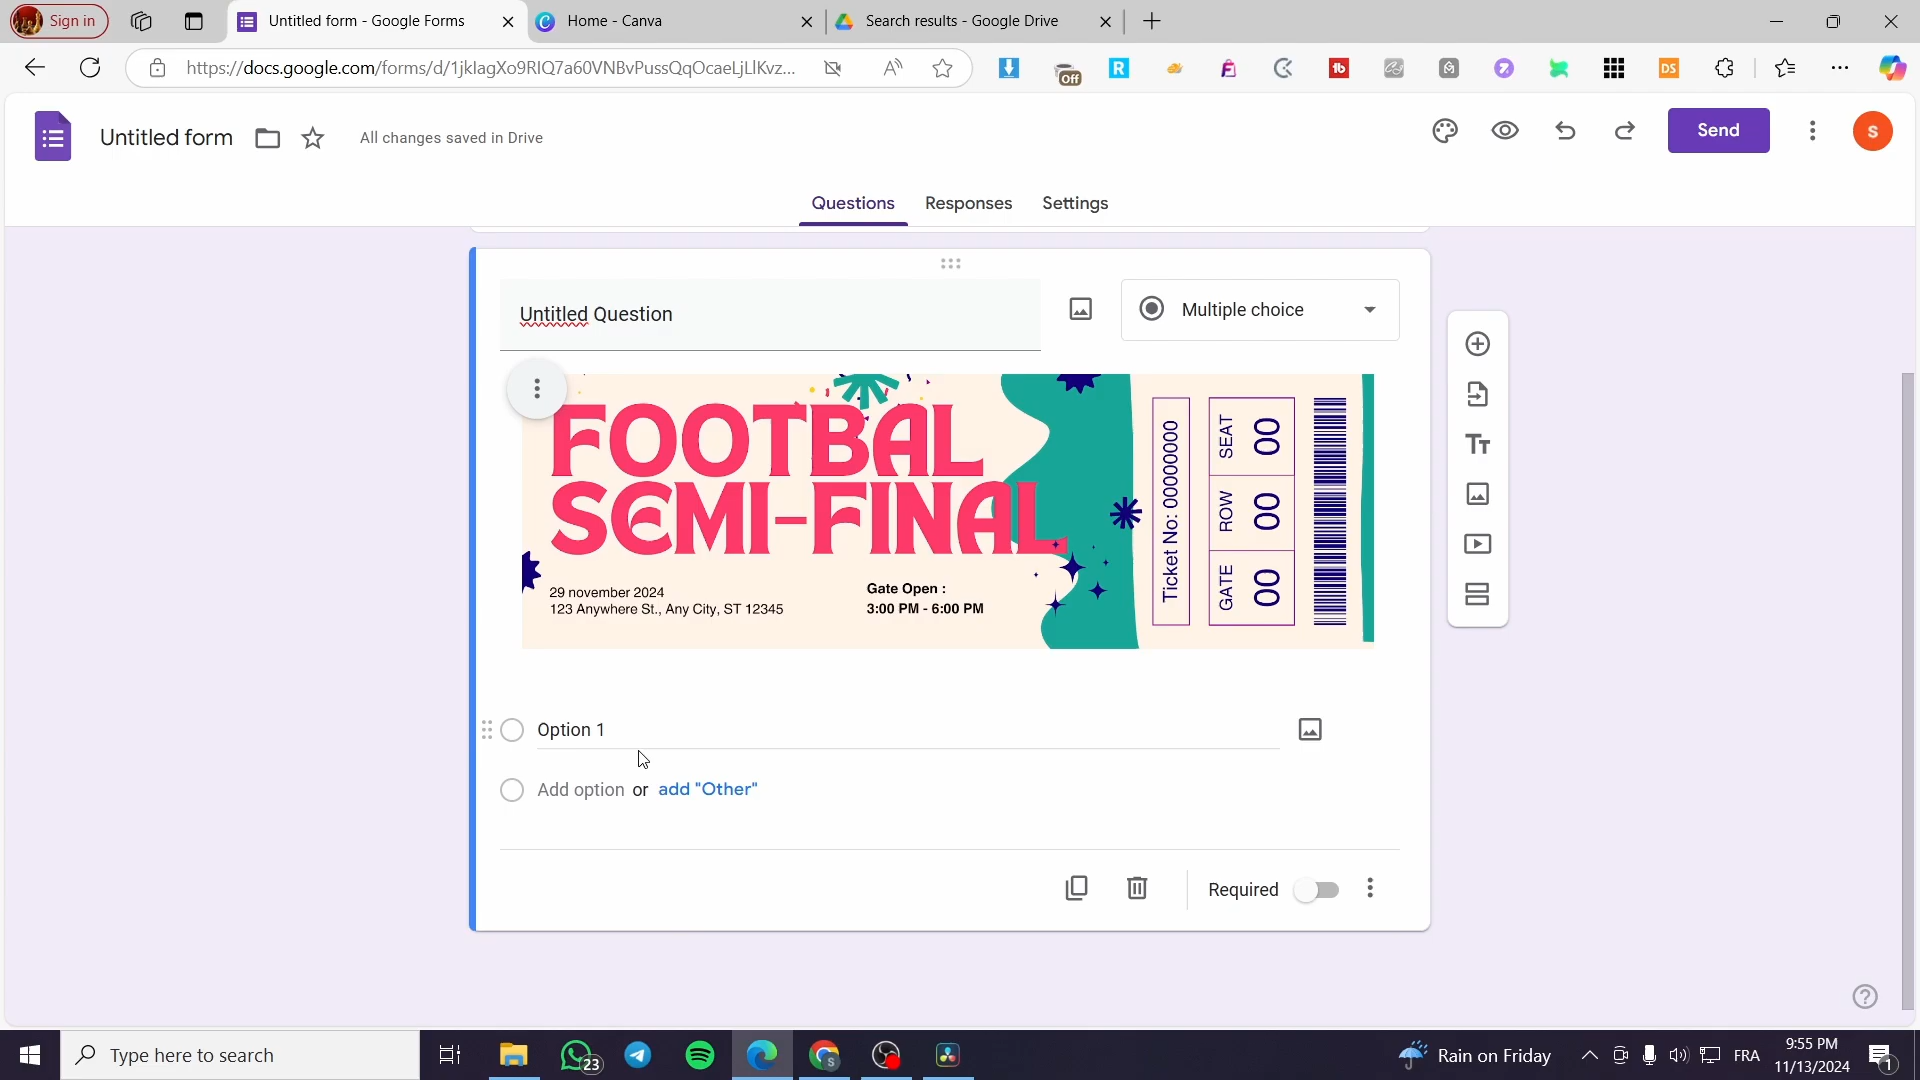 Sign in
Untitled form - Google Forms
Home - Canva
Search results - Google Drive
https://docs.google.com/forms/d/1jklagXo9RIQ7a60VNBvPussQqOcaeLjLlKvz...
Off
Untitled form
All changes saved in Drive
Send
S
Questions
Responses
Settings
Untitled Question
Multiple choice
FOOTBAL
SEMI-FINAL
29 november 2024
123 Anywhere St., Any City, ST 12345
Gate Open :
3:00 PM - 6:00 PM
Ticket No: 00000000
SEAT 00
ROW 00
GATE 00
Option 1
Add option or add "Other"
Required
Type here to search
23
Rain on Friday
FRA
9:55 PM
11/13/2024
1